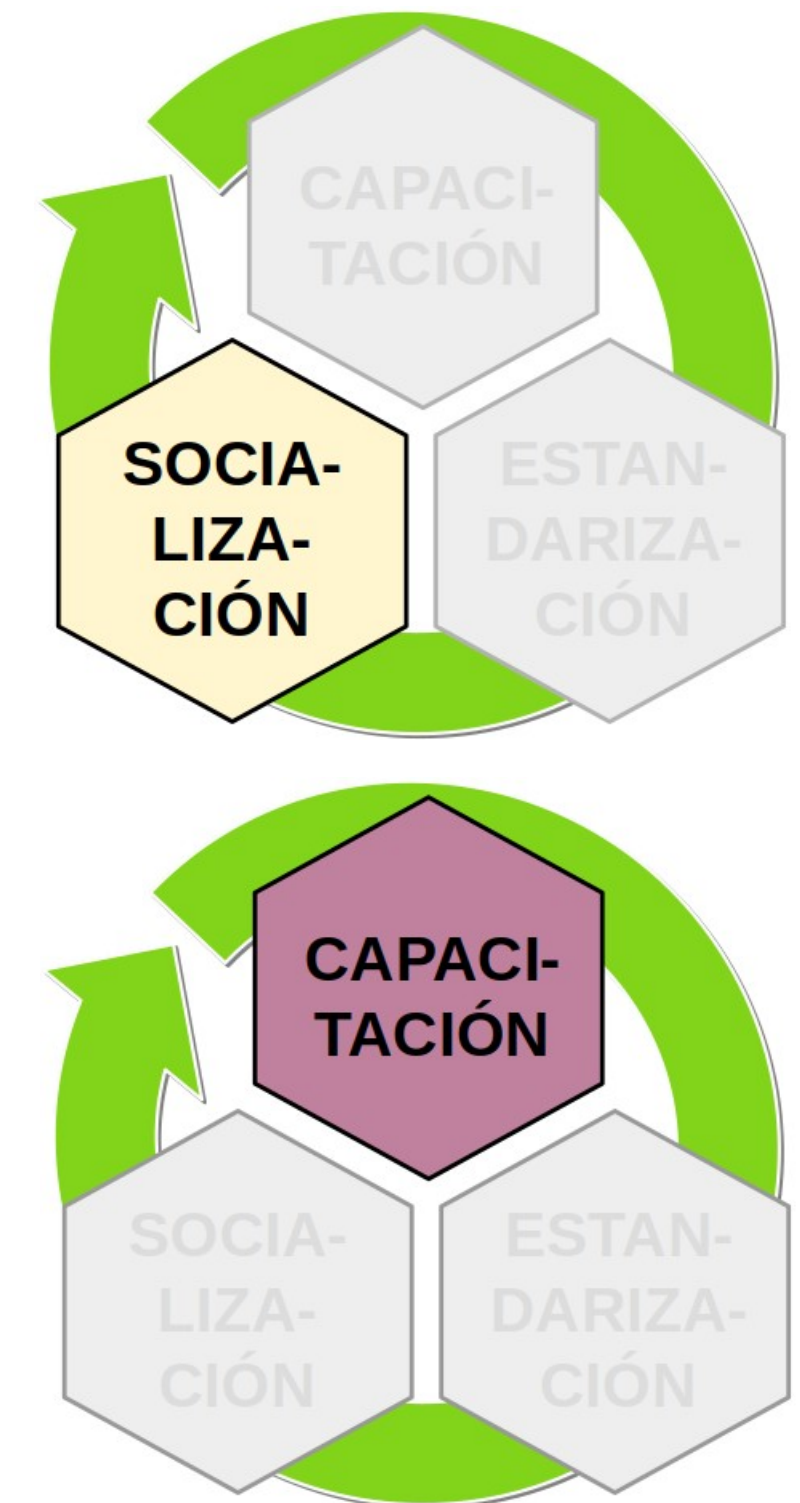 CAPACI-
TACIÓN
SOCIA-
LIZA-
CIÓN
ESTAN-
DARIZA-
CIÓN
CAPACI-
TACIÓN
SOCIA-
LIZA-
CIÓN
ESTAN-
DARIZA-
CIÓN